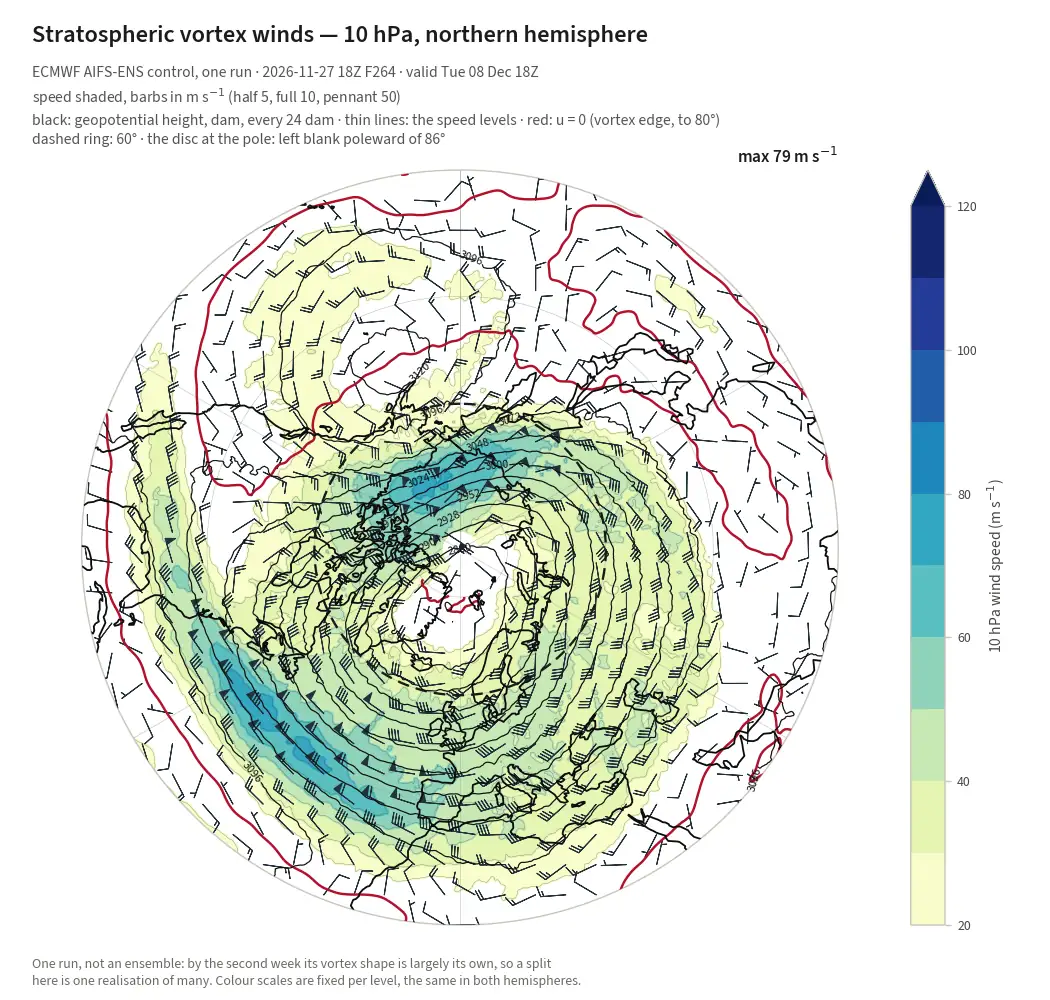 Stratospheric vortex winds — 10 hPa, northern hemisphere
ECMWF AIFS-ENS control, one run · 2026-11-27 18Z F264 · valid Tue 08 Dec 18Z
speed shaded, barbs in m s⁻¹ (half 5, full 10, pennant 50)
black: geopotential height, dam, every 24 dam · thin lines: the speed levels · red: u = 0 (vortex edge, to 80°)
dashed ring: 60° · the disc at the pole: left blank poleward of 86°
max 79 m s⁻¹
120
100
80
60
40
20
10 hPa wind speed (m s⁻¹)
3096
3120
3096
3048
3000
3024
2952
2928
3096
3096
One run, not an ensemble: by the second week its vortex shape is largely its own, so a split
here is one realisation of many. Colour scales are fixed per level, the same in both hemispheres.